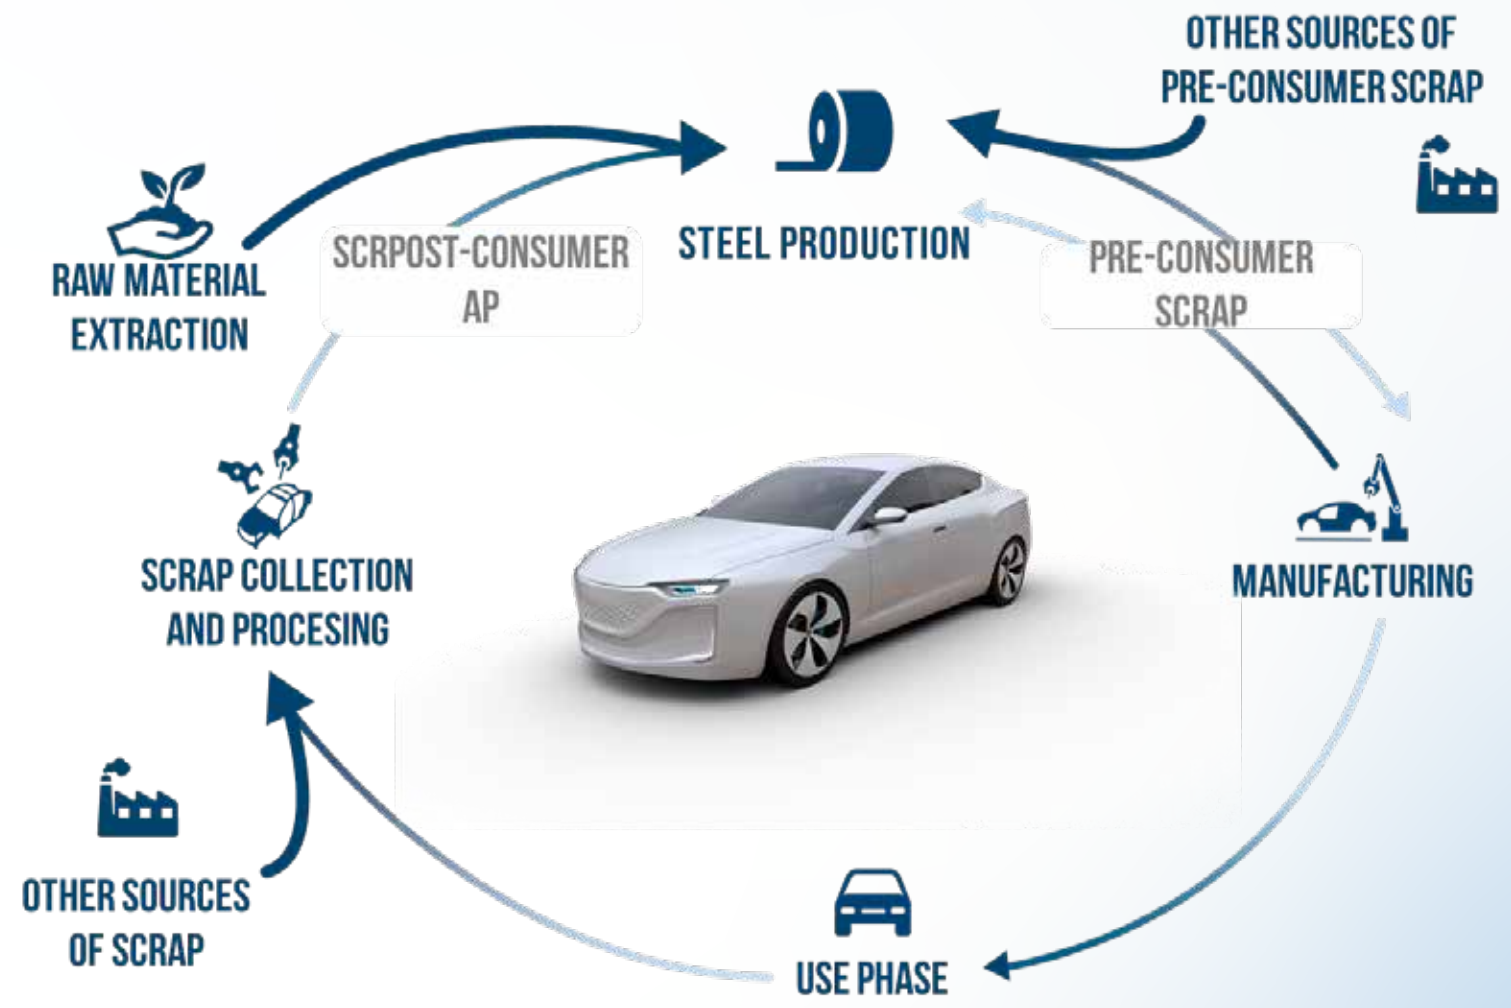 OTHER SOURCES OF
PRE-CONSUMER SCRAP
STEEL PRODUCTION
RAW MATERIAL
EXTRACTION
SCRPOST-CONSUMER
AP
PRE-CONSUMER
SCRAP
SCRAP COLLECTION
AND PROCESING
MANUFACTURING
OTHER SOURCES
OF SCRAP
USE PHASE